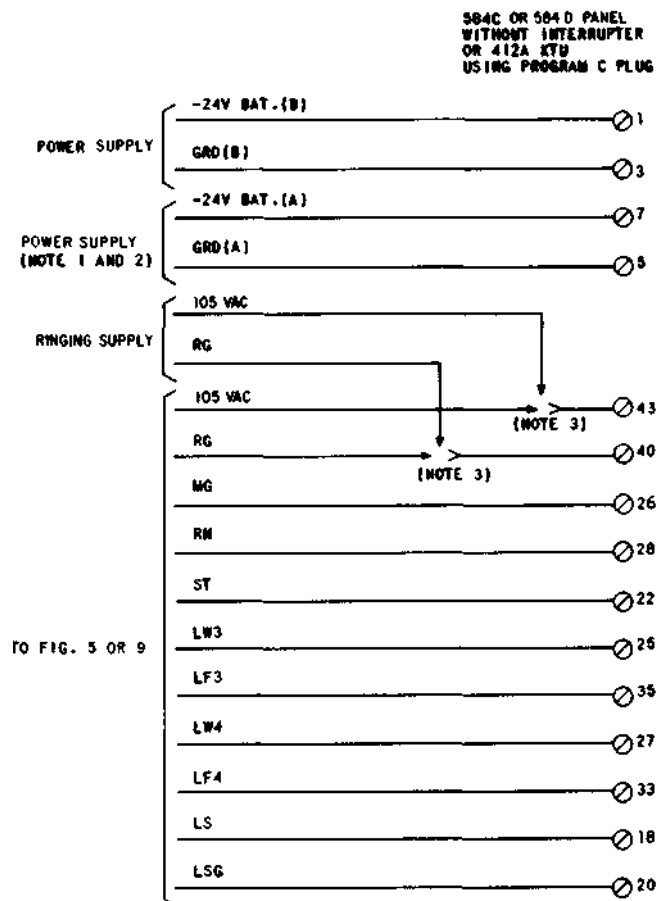 584C OR 584D PANEL
WITHOUT INTERRUPTER
OR 412A KTU
USING PROGRAM C PLUG
-24V BAT.(B)
1
POWER SUPPLY
GRD(B)
3
-24V BAT.(A)
7
POWER SUPPLY
(NOTE 1 AND 2)
GRD(A)
5
105 VAC
RINGING SUPPLY
RG
105 VAC
43
(NOTE 3)
RG
40
(NOTE 3)
MG
26
RM
28
ST
22
TO FIG. 5 OR 9
LW3
25
LF3
35
LW4
27
LF4
33
LS
18
LSG
20